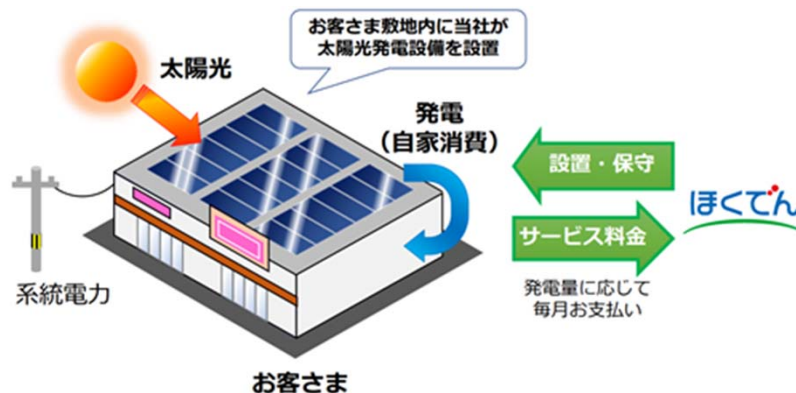 お客さま敷地内に当社が
太陽光発電設備を設置
太陽光
発電
（自家消費）
設置・保守
ほくでん
サービス料金
系統電力
発電量に応じて
毎月お支払い
お客さま